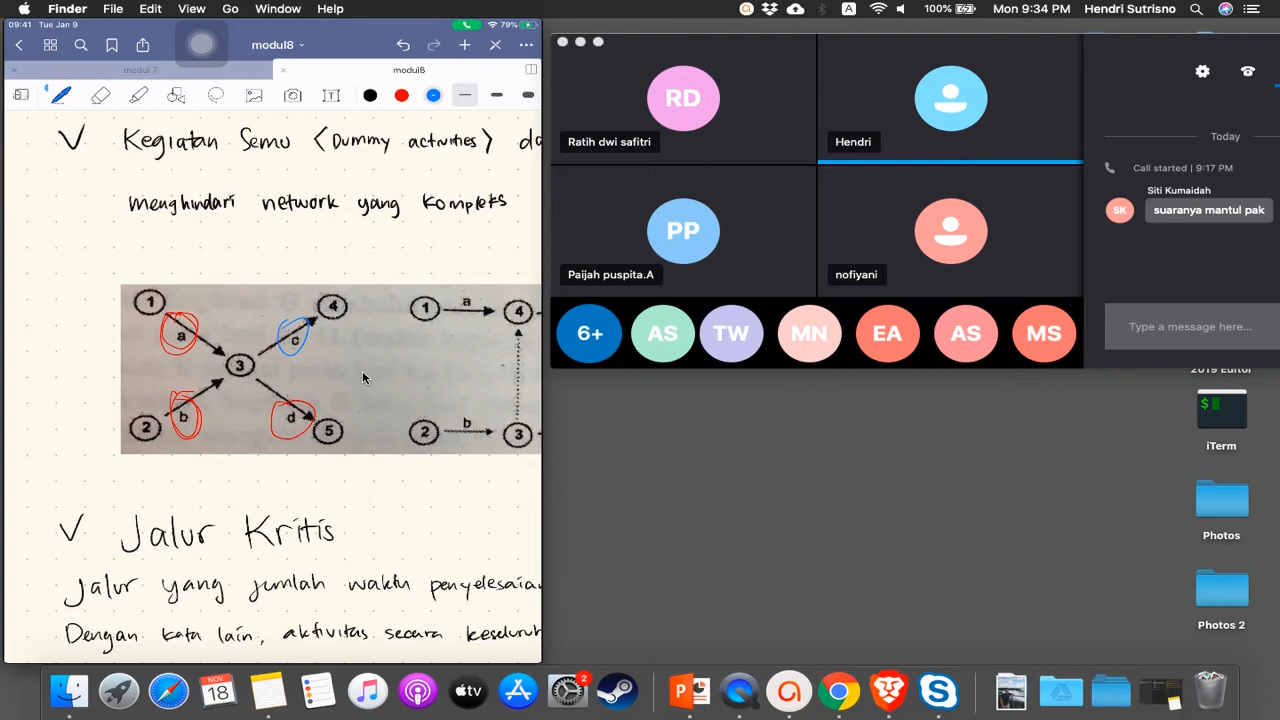 Finder File Edit View Go Window Help
100% Mon 9:34 PM Hendri Sutrisno
09:41 Tue Jan 9
79%
modul8
modul 7
modul8
V Kegiatan Semu <Dummy activities> da
menghindari network yang kompleks
1 4 1 a 4
a c
3
b d
2 5 2 b 3
V Jalur Kritis
Jalur yang jumlah waktu penyelesaian
Dengan kata lain, aktivitas secara keseluruh
RD
Ratih dwi safitri
Hendri
PP
Paijah puspita.A
nofiyani
6+ AS TW MN EA AS MS
Today
Call started | 9:17 PM
Siti Kumaidah
SK suaranya mantul pak
Type a message here...
2019 Editor
$
iTerm
Photos
Photos 2
NOV
18
2
tv